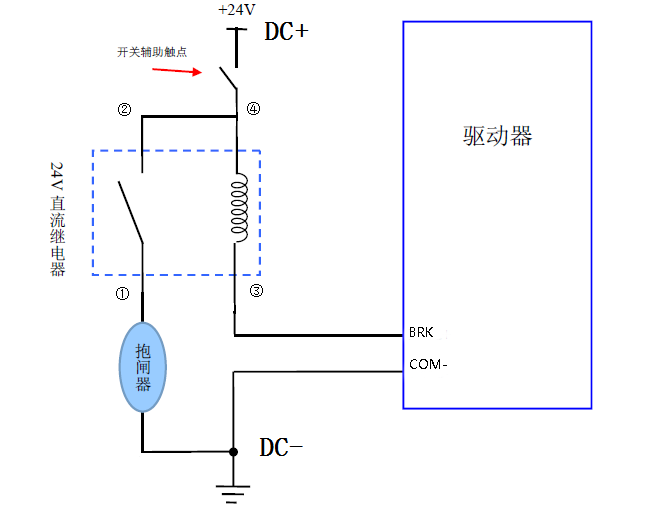 +24V
DC+
开关辅助触点
②
④
驱动器
24V 直流继电器
①
③
抱闸器
BRK
COM-
DC-